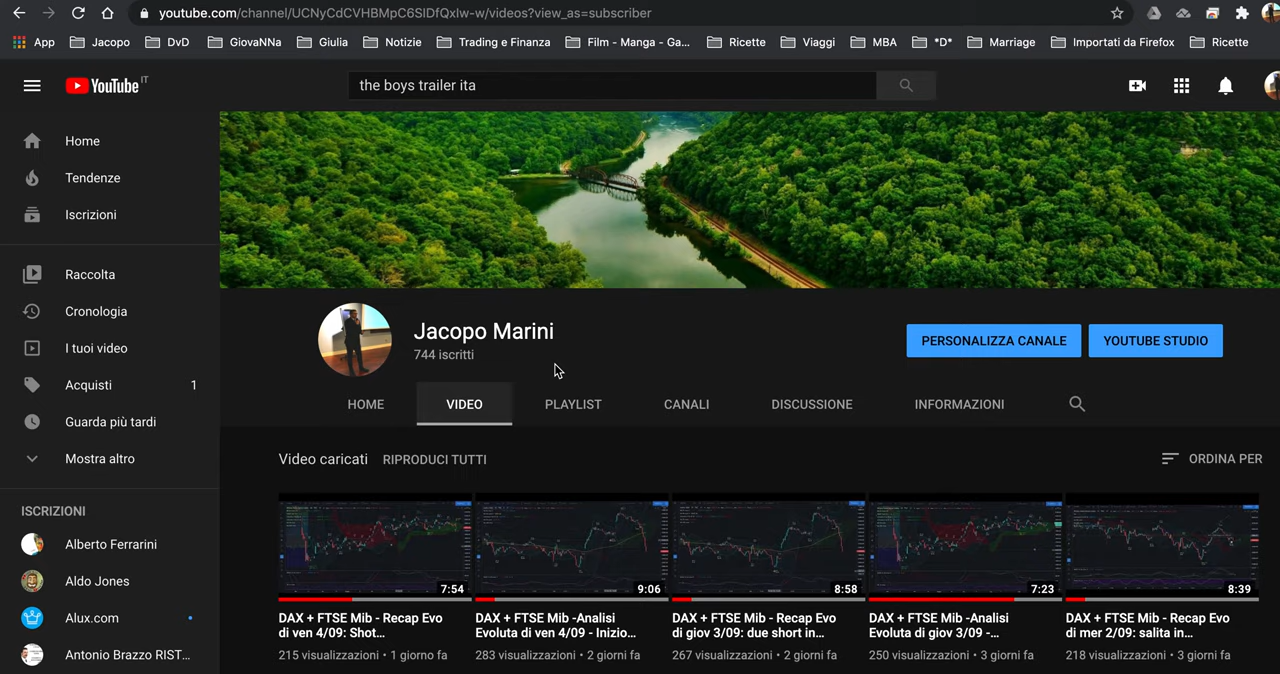 youtube.com/channel/UCNyCdCVHBMpC6SlDfQxIw-w/videos?view_as=subscriber
App Jacopo DvD GiovaNNa Giulia Notizie Trading e Finanza Film - Manga - Ga... Ricette Viaggi MBA *D* Marriage Importati da Firefox Ricette
YouTube IT
the boys trailer ita
Home
Tendenze
Iscrizioni
Raccolta
Cronologia
I tuoi video
Acquisti 1
Guarda più tardi
Mostra altro
ISCRIZIONI
Alberto Ferrarini
Aldo Jones
Alux.com
Antonio Brazzo RIST...
Jacopo Marini
744 iscritti
PERSONALIZZA CANALE
YOUTUBE STUDIO
HOME VIDEO PLAYLIST CANALI DISCUSSIONE INFORMAZIONI
Video caricati RIPRODUCI TUTTI
ORDINA PER
7:54
DAX + FTSE Mib - Recap Evo
di ven 4/09: Shot...
215 visualizzazioni • 1 giorno fa
9:06
DAX + FTSE Mib -Analisi
Evoluta di ven 4/09 - Inizio...
283 visualizzazioni • 2 giorni fa
8:58
DAX + FTSE Mib - Recap Evo
di giov 3/09: due short in...
267 visualizzazioni • 2 giorni fa
7:23
DAX + FTSE Mib -Analisi
Evoluta di giov 3/09 -...
250 visualizzazioni • 3 giorni fa
8:39
DAX + FTSE Mib - Recap Evo
di mer 2/09: salita in...
218 visualizzazioni • 3 giorni fa